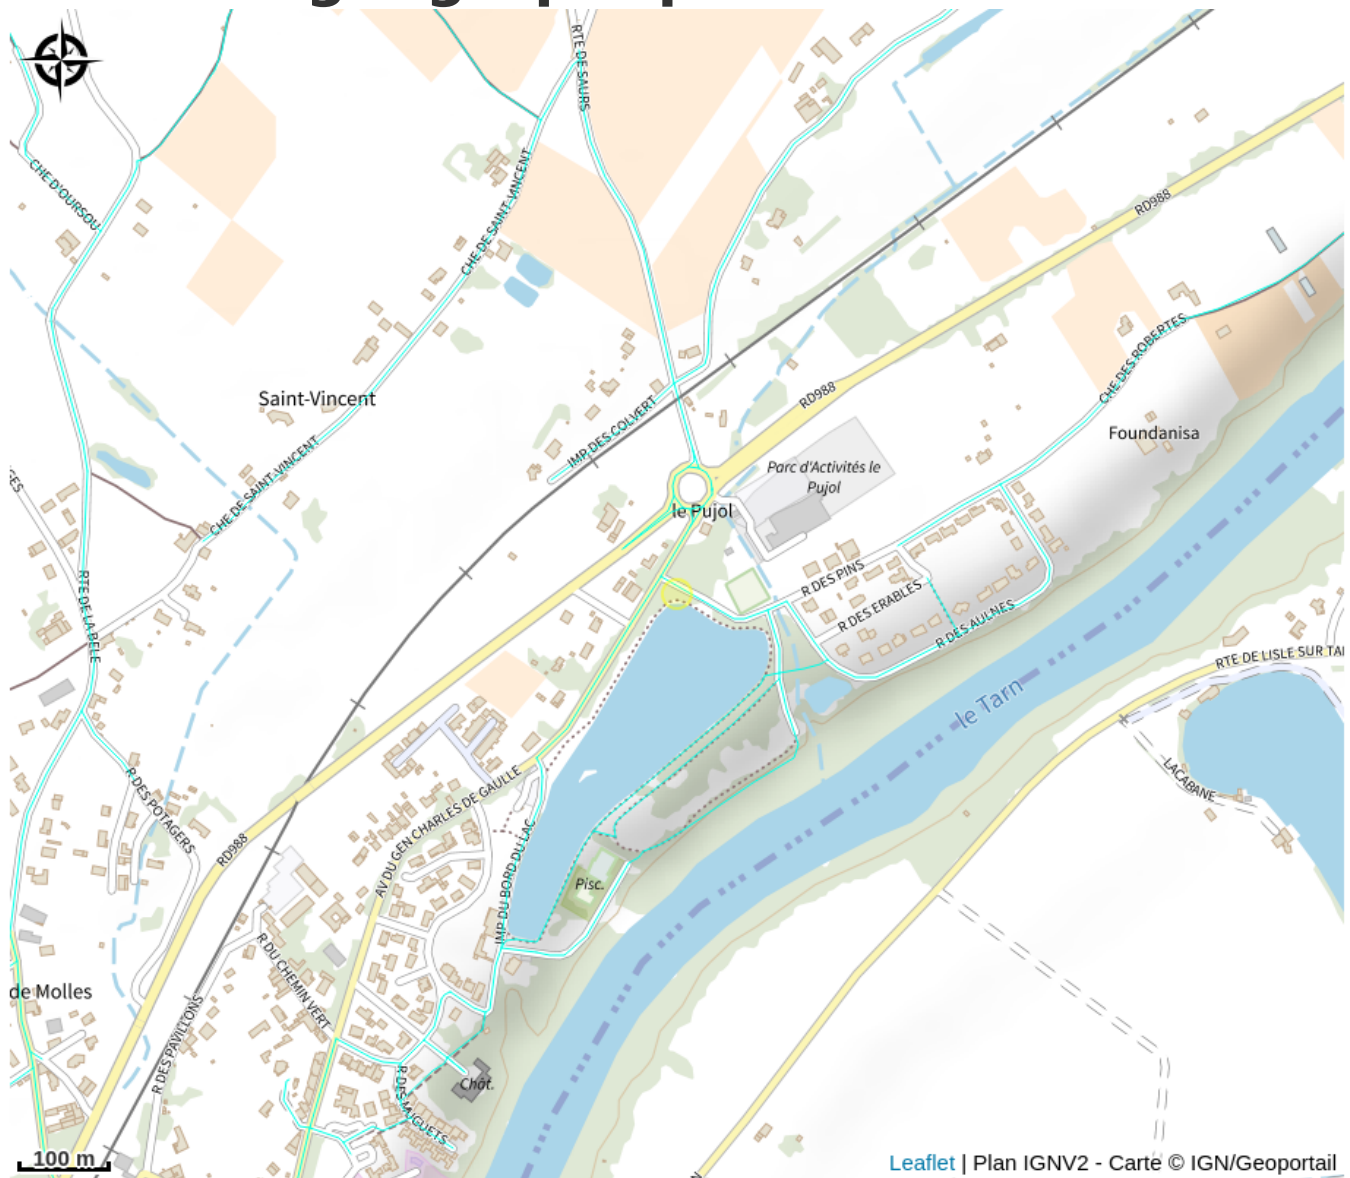 RTE DE SAURS
CHE D'OURSOU
CHE DE SAINT-VINCENT
RD988
CHE DES ROBERTES
Saint-Vincent
IMP DES COLVERT
RD988
Foundanisa
Parc d'Activités le
Pujol
CHE DE SAINT-VINCENT
le Pujol
R DES PINS
R DES ERABLES
R DES AULNES
RTE DE LA BELE
RTE DE LISLE SUR TA
le Tarn
LACABANE
R DES POTAGERS
AV DU GEN CHARLES DE GAULLE
RD988
IMP DU BORD DU LAC
Pisc.
R DU CHEMIN VERT
de Molles
R DES PAVILLONS
Chât.
R DES MUGUETS
100 m
Leaflet | Plan IGNV2 - Carte © IGN/Geoportail